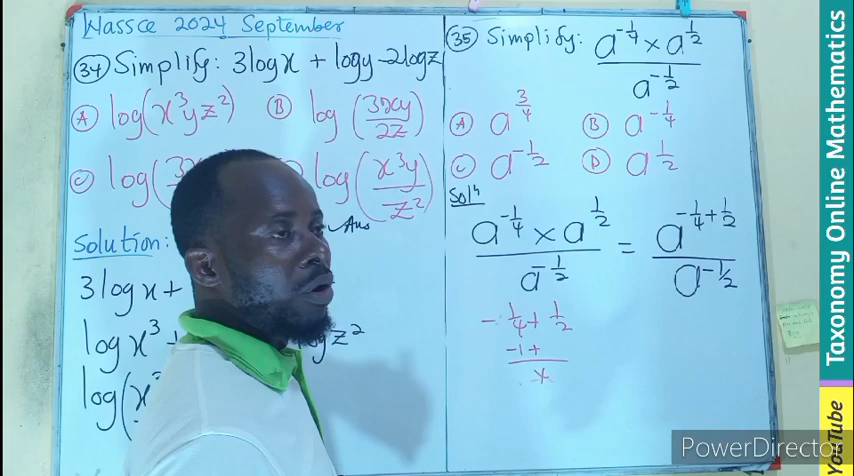 Wassce 2024 September
34 Simplify: 3logx + logy-2logz
A log(x³yz²) B log(3xy/2z)
C log(3x log(x³y/z²)
Ans
Solution:
3logx+
logx³ + logz²
log(x³
35 Simplify: a^-1/4 × a^1/2 / a^-1/2
A a^3/4 B a^-1/4
C a^-1/2 D a^1/2
Solⁿ
a^-1/4 × a^1/2 / a^-1/2 = a^-1/4+1/2 / a^-1/2
-1/4+1/2
-1+
x
Taxonomy Online Mathematics
YouTube
PowerDirector